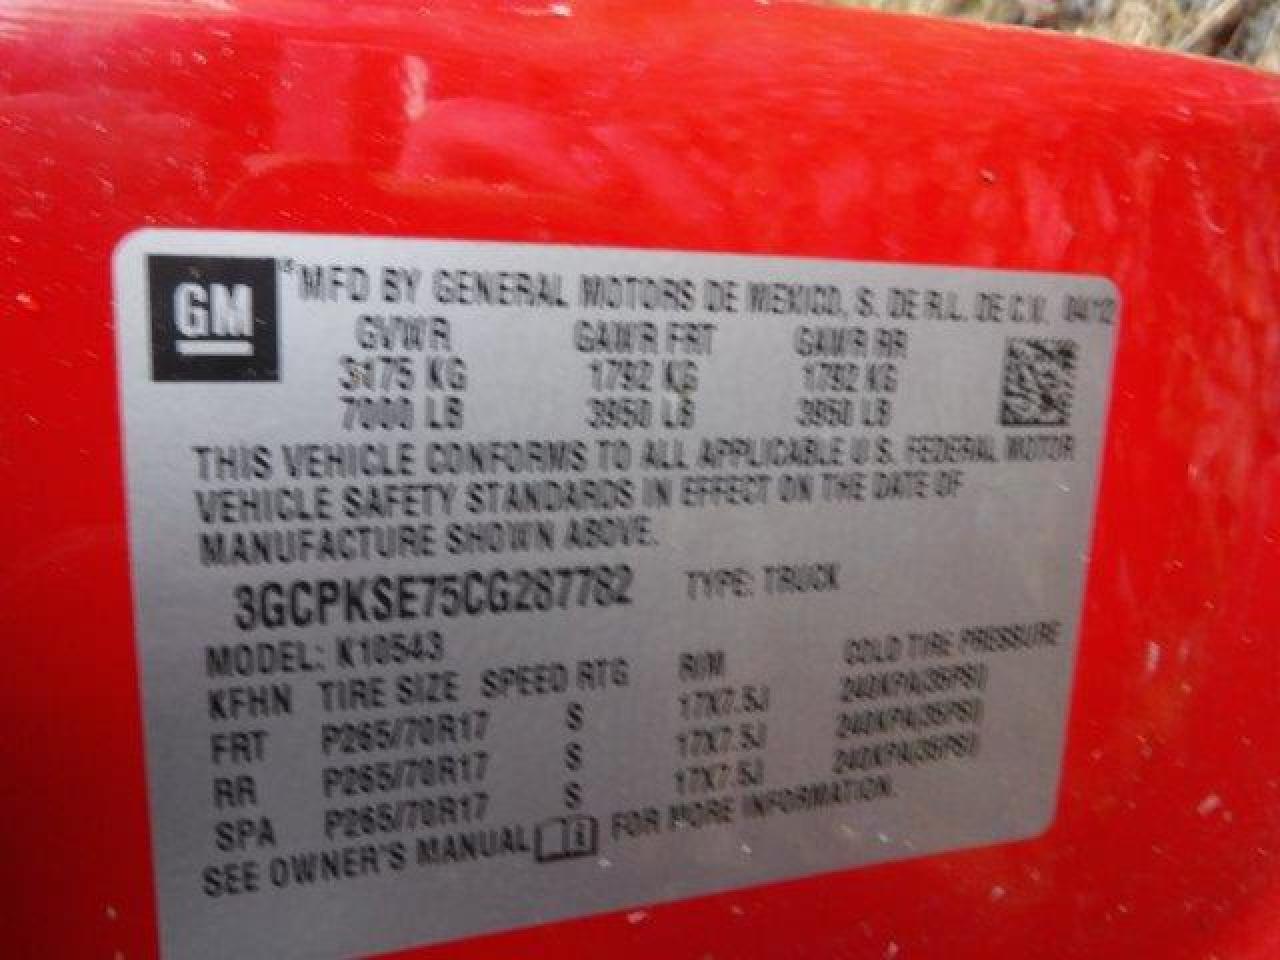 GM MFD BY GENERAL MOTORS DE MEXICO, S. DE R.L. DE C.V. 04/12
GVWR GAWR FRT GAWR RR
3175 KG 1792 KG 1792 KG
7000 LB 3950 LB 3950 LB
THIS VEHICLE CONFORMS TO ALL APPLICABLE U.S. FEDERAL MOTOR
VEHICLE SAFETY STANDARDS IN EFFECT ON THE DATE OF
MANUFACTURE SHOWN ABOVE.
3GCPKSE75CG287782 TYPE: TRUCK
MODEL: K10543
KFHN TIRE SIZE SPEED RTG RIM COLD TIRE PRESSURE
FRT P265/70R17 S 17X7.5J 240KPA(35PSI)
RR P265/70R17 S 17X7.5J 240KPA(35PSI)
SPA P265/70R17 S 17X7.5J 240KPA(35PSI)
SEE OWNER'S MANUAL FOR MORE INFORMATION.